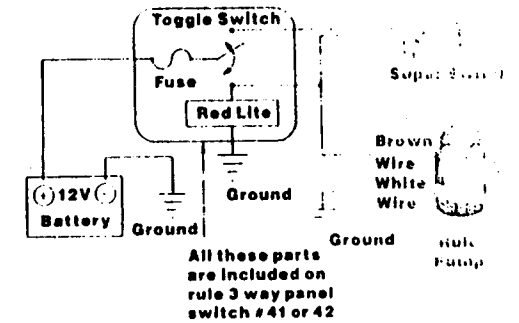 Toggle Switch
Fuse
Red Lite
Brown
Wire
White
Wire
+ 12V -
Battery
Ground
Ground
Ground
Pump
All these parts
are included on
rule 3 way panel
switch #41 or 42